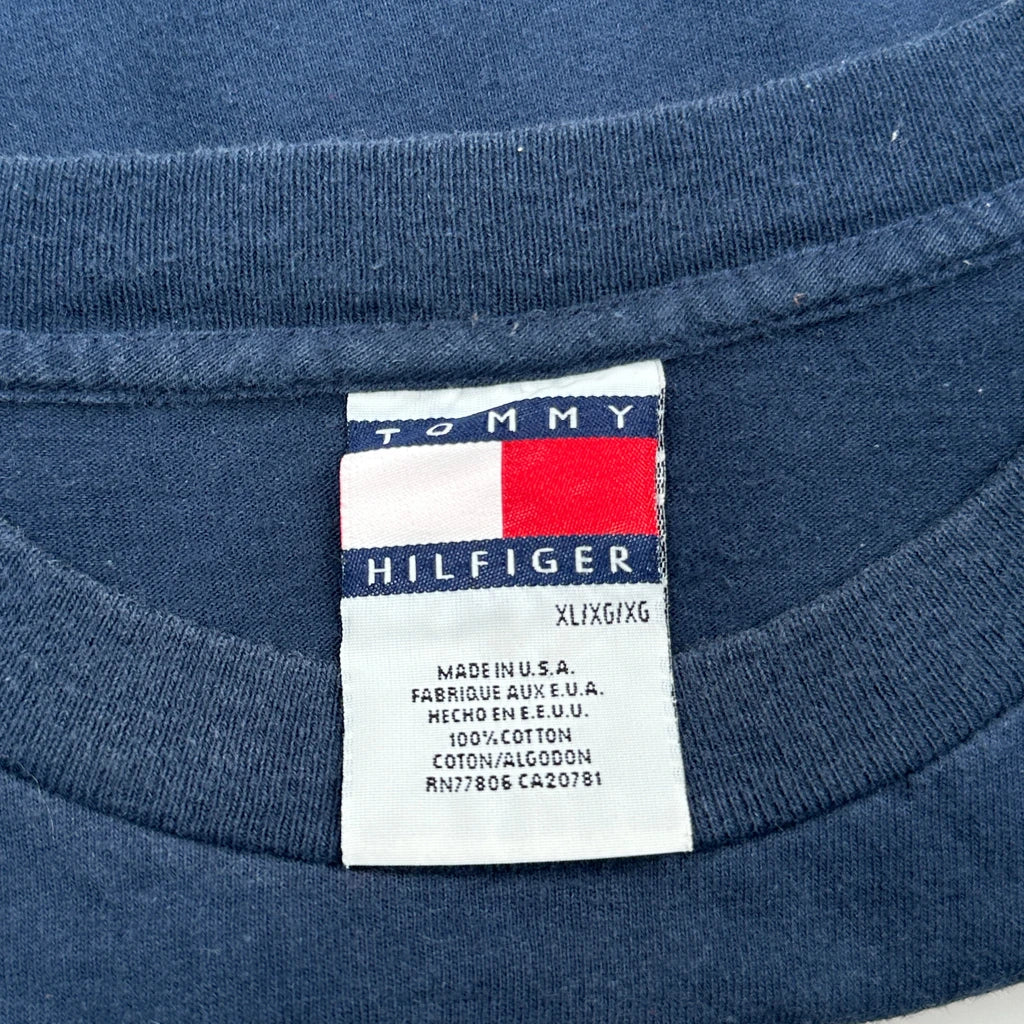 TOMMY
HILFIGER
XL/XG/XG
MADE IN U.S.A.
FABRIQUE AUX E.U.A.
HECHO EN E.E.U.U.
100% COTTON
COTON/ALGODON
RN77806 CA20781